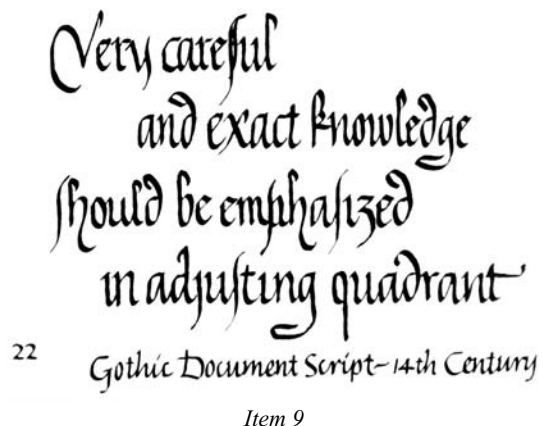 Very careful
and exact knowledge
ſhould be emphaſized
in adjuſting quadrant
22 Gothic Document Script-14th Century
Item 9